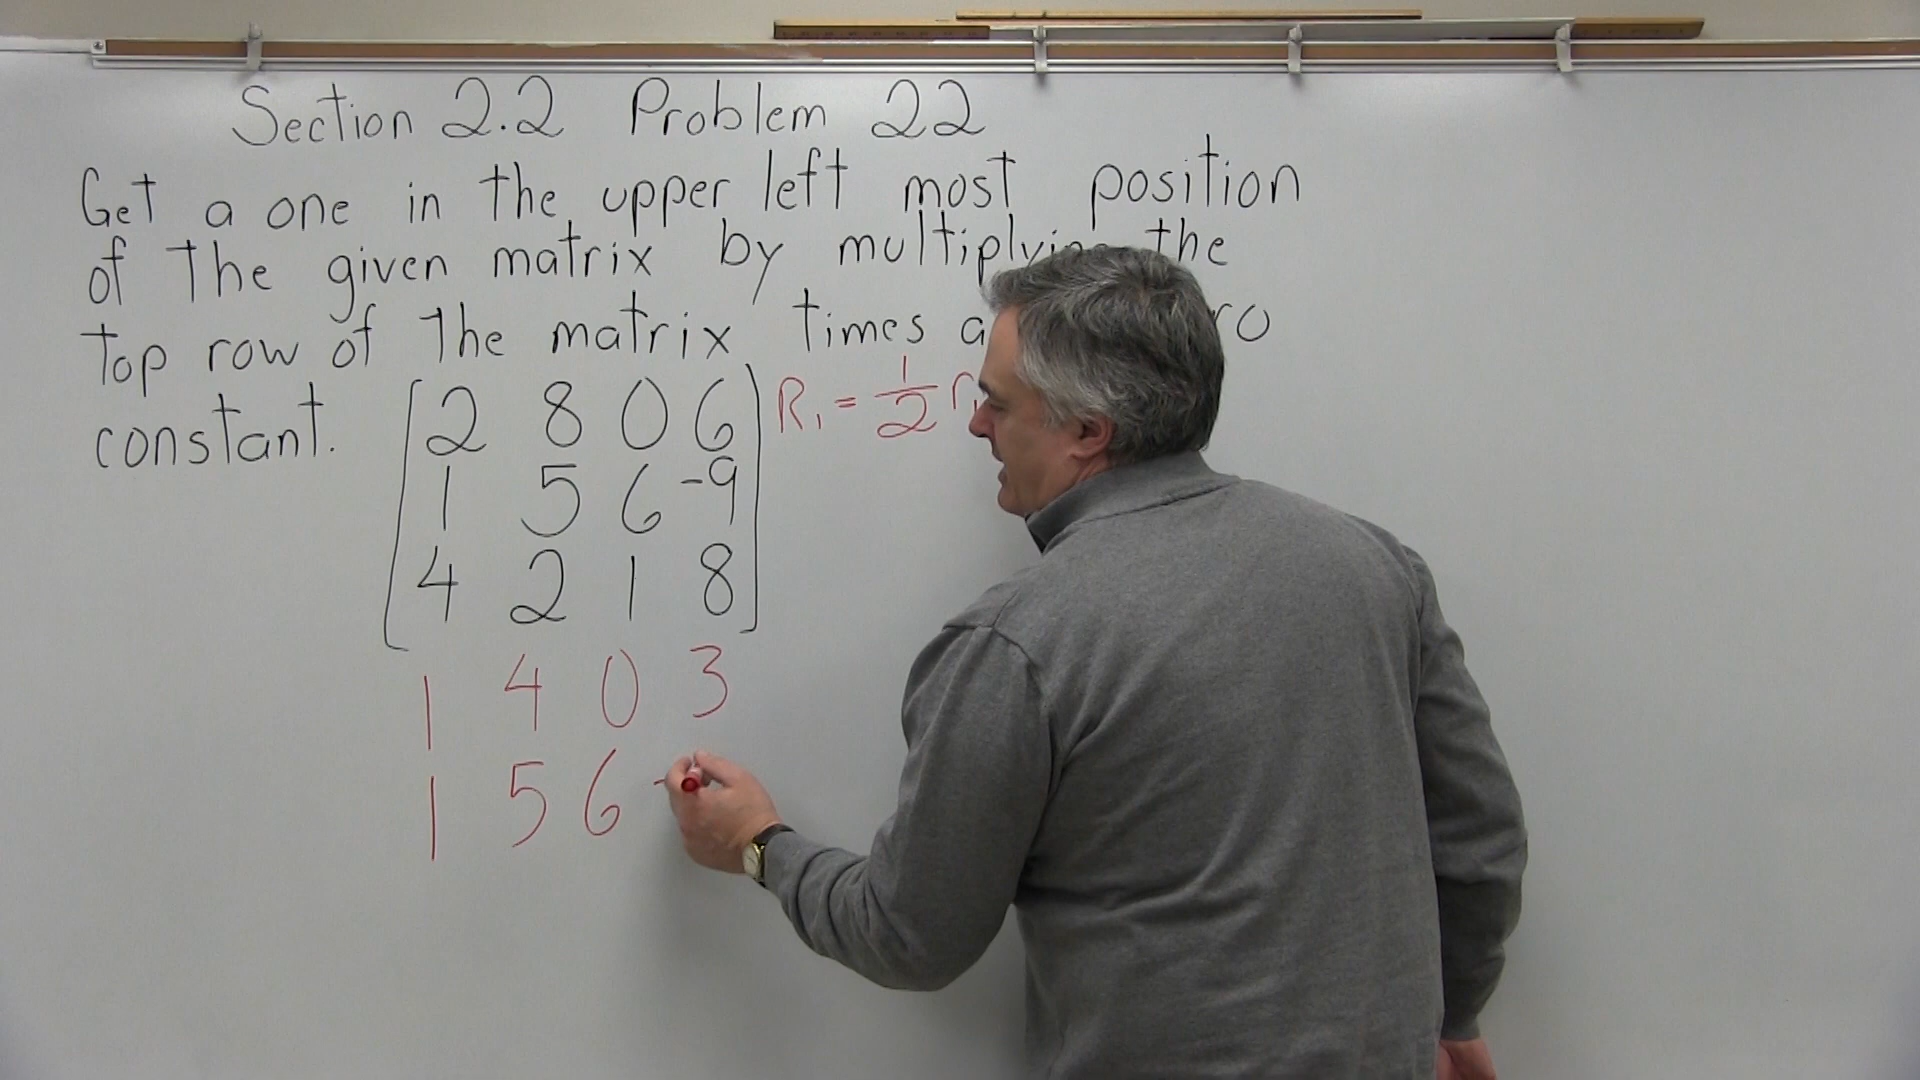 Section 2.2 Problem 22
Get a one in the upper left most position
of the given matrix by multiplying the
top row of the matrix times a
constant.
2 8 0 6 R₁ = 1/2 r₁
1 5 6 -9
4 2 1 8
1 4 0 3
1 5 6 -